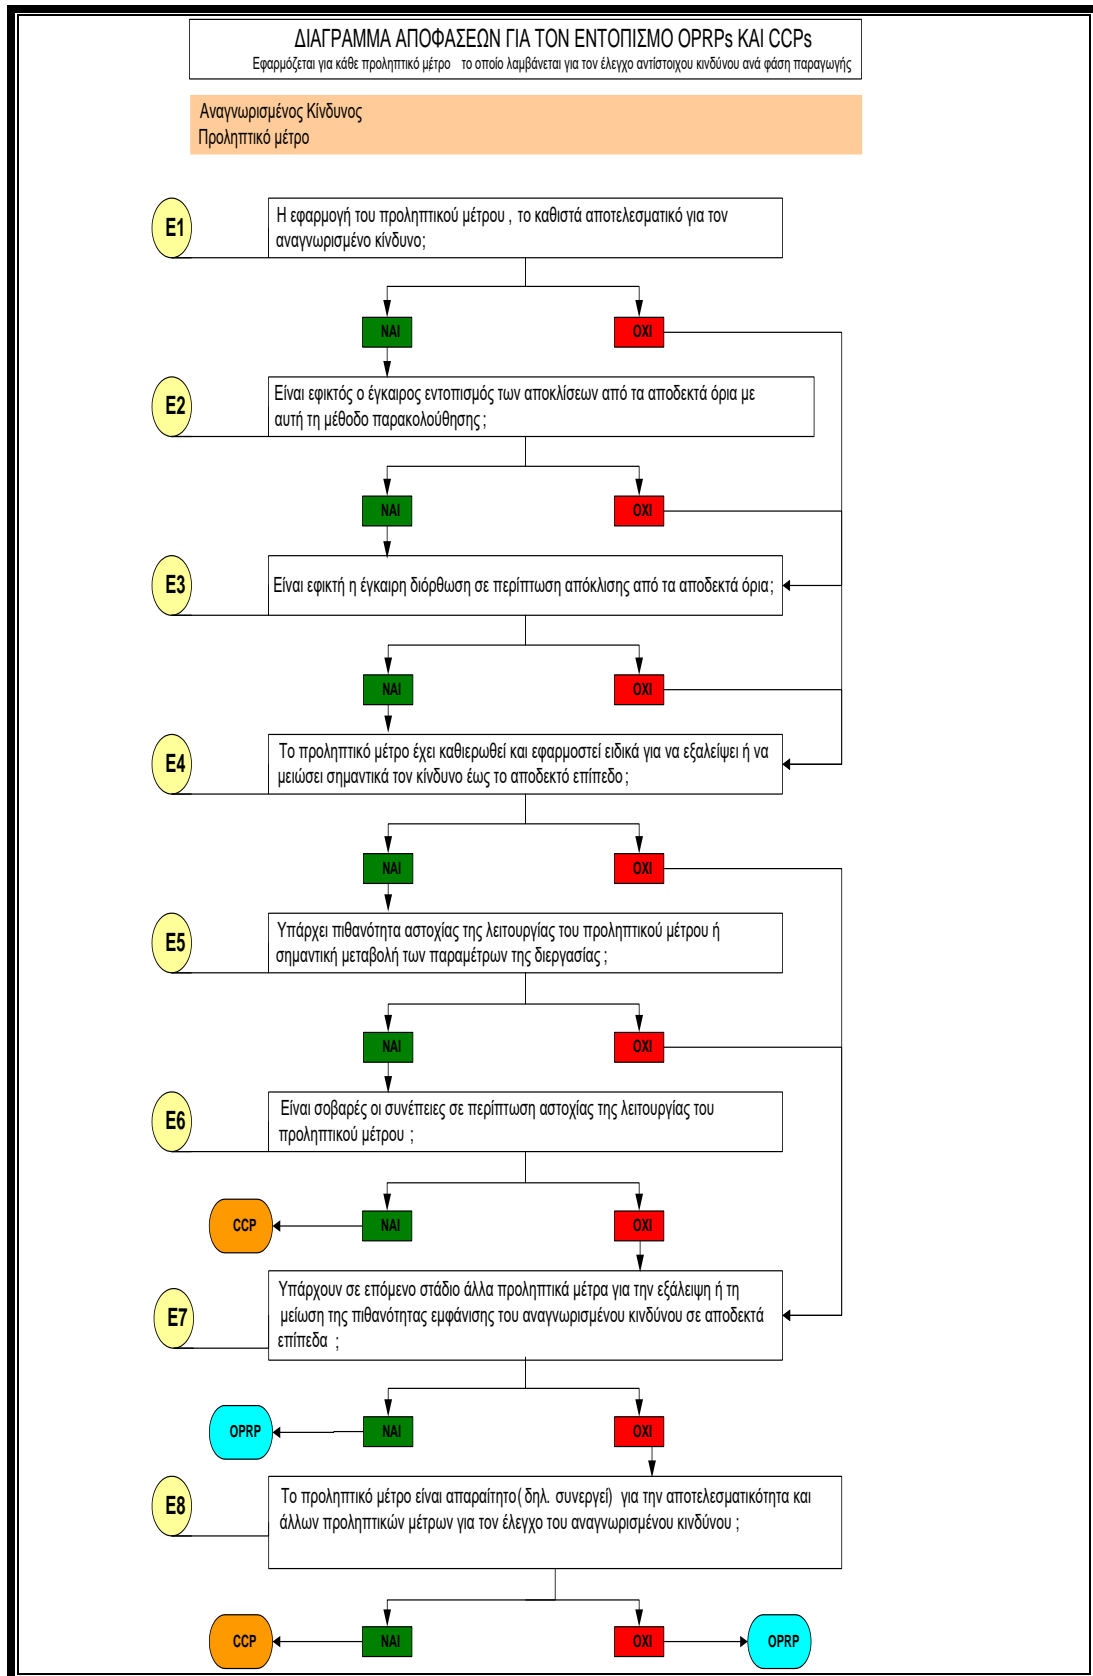 ΔΙΑΓΡΑΜΜΑ ΑΠΟΦΑΣΕΩΝ ΓΙΑ ΤΟΝ ΕΝΤΟΠΙΣΜΟ OPRPs ΚΑΙ CCPs
Εφαρμόζεται για κάθε προληπτικό μέτρο το οποίο λαμβάνεται για τον έλεγχο αντίστοιχου κινδύνου ανά φάση παραγωγής
Αναγνωρισμένος Κίνδυνος
Προληπτικό μέτρο
E1
Η εφαρμογή του προληπτικού μέτρου , το καθιστά αποτελεσματικό για τον
αναγνωρισμένο κίνδυνο;
ΝΑΙ
ΟΧΙ
E2
Είναι εφικτός ο έγκαιρος εντοπισμός των αποκλίσεων από τα αποδεκτά όρια με
αυτή τη μέθοδο παρακολούθησης ;
ΝΑΙ
ΟΧΙ
E3
Είναι εφικτή η έγκαιρη διόρθωση σε περίπτωση απόκλισης από τα αποδεκτά όρια;
ΝΑΙ
ΟΧΙ
E4
Το προληπτικό μέτρο έχει καθιερωθεί και εφαρμοστεί ειδικά για να εξαλείψει ή να
μειώσει σημαντικά τον κίνδυνο έως το αποδεκτό επίπεδο ;
ΝΑΙ
ΟΧΙ
E5
Υπάρχει πιθανότητα αστοχίας της λειτουργίας του προληπτικού μέτρου ή
σημαντική μεταβολή των παραμέτρων της διεργασίας ;
ΝΑΙ
ΟΧΙ
E6
Είναι σοβαρές οι συνέπειες σε περίπτωση αστοχίας της λειτουργίας του
προληπτικού μέτρου ;
CCP
ΝΑΙ
ΟΧΙ
E7
Υπάρχουν σε επόμενο στάδιο άλλα προληπτικά μέτρα για την εξάλειψη ή τη
μείωση της πιθανότητας εμφάνισης του αναγνωρισμένου κινδύνου σε αποδεκτά
επίπεδα ;
OPRP
ΝΑΙ
ΟΧΙ
E8
Το προληπτικό μέτρο είναι απαραίτητο( δηλ. συνεργεί) για την αποτελεσματικότητα και
άλλων προληπτικών μέτρων για τον έλεγχο του αναγνωρισμένου κινδύνου ;
CCP
ΝΑΙ
ΟΧΙ
OPRP